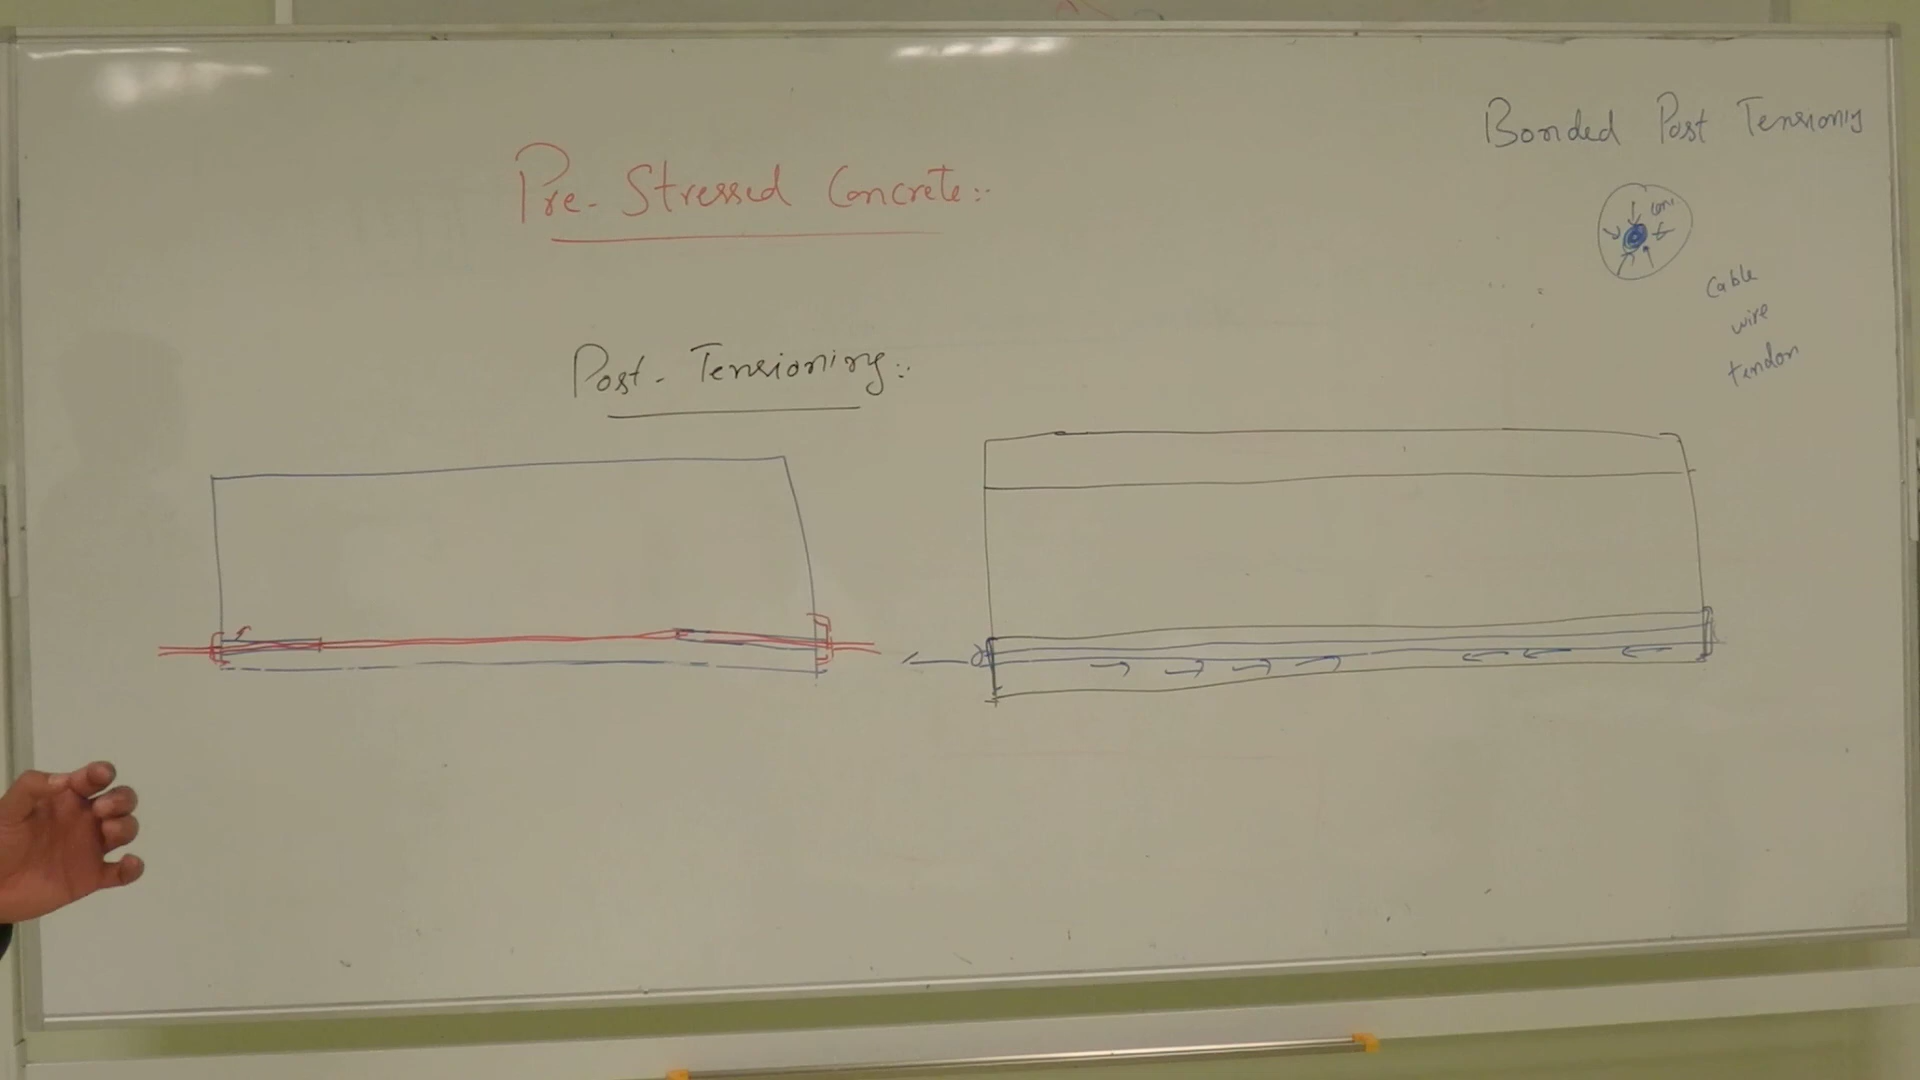 Bonded Post Tensioning
Pre-Stressed Concrete:-
Cable
wire
tendon
Post-Tensioning:-